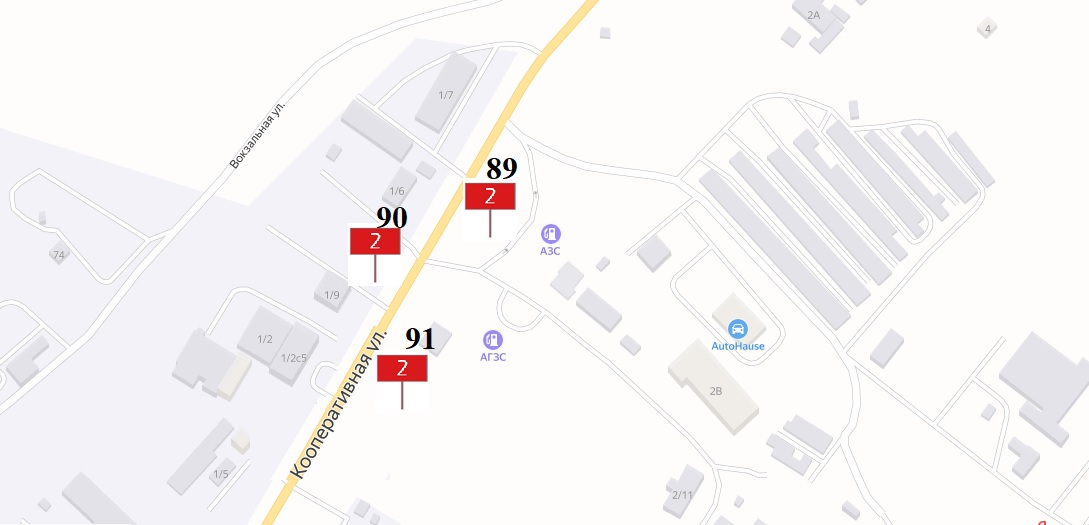 2А
4
1/7
Вокзальная ул.
89
2
1/6
90
2
74
АЗС
1/9
91
2
АГЗС
AutoHause
1/2
1/2с5
2В
Кооперативная ул.
1/5
2/11